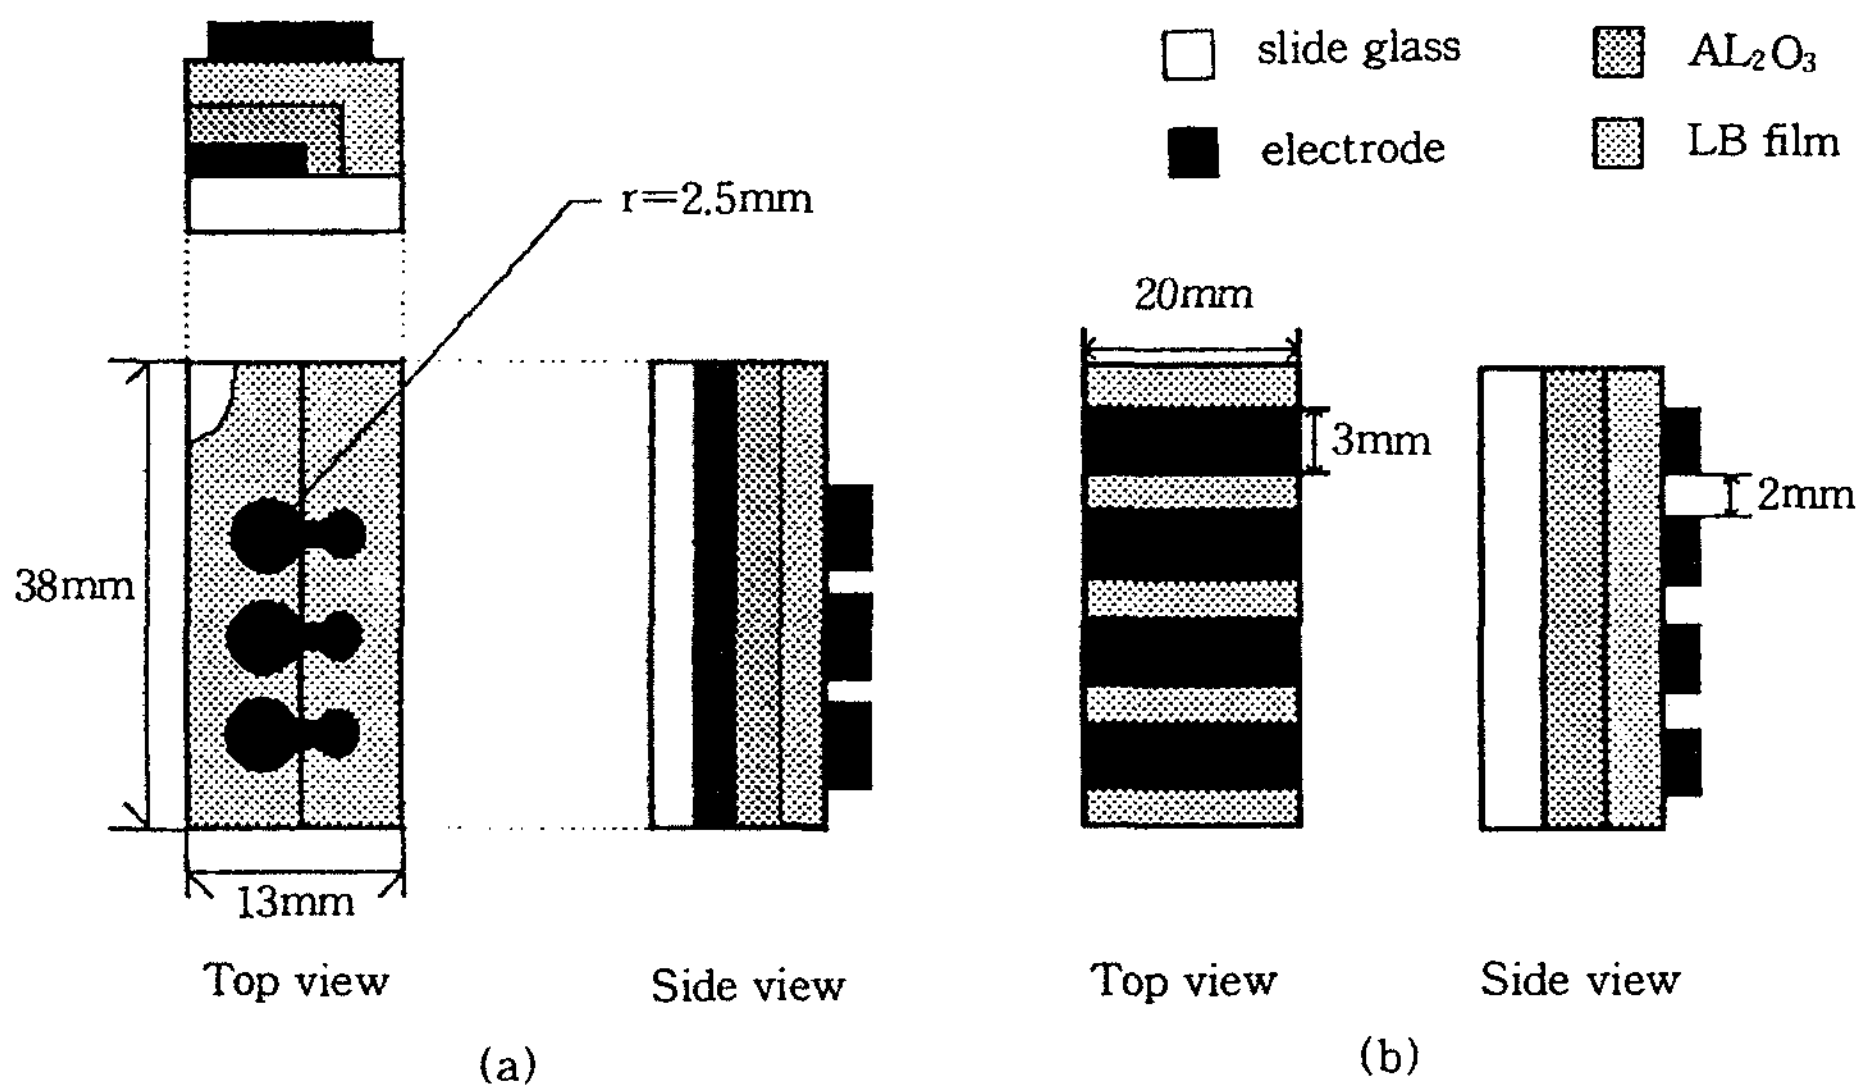 slide glass
AL₂O₃
electrode
LB film
r=2.5mm
20mm
3mm
2mm
38mm
13mm
Top view
Side view
Top view
Side view
(a)
(b)